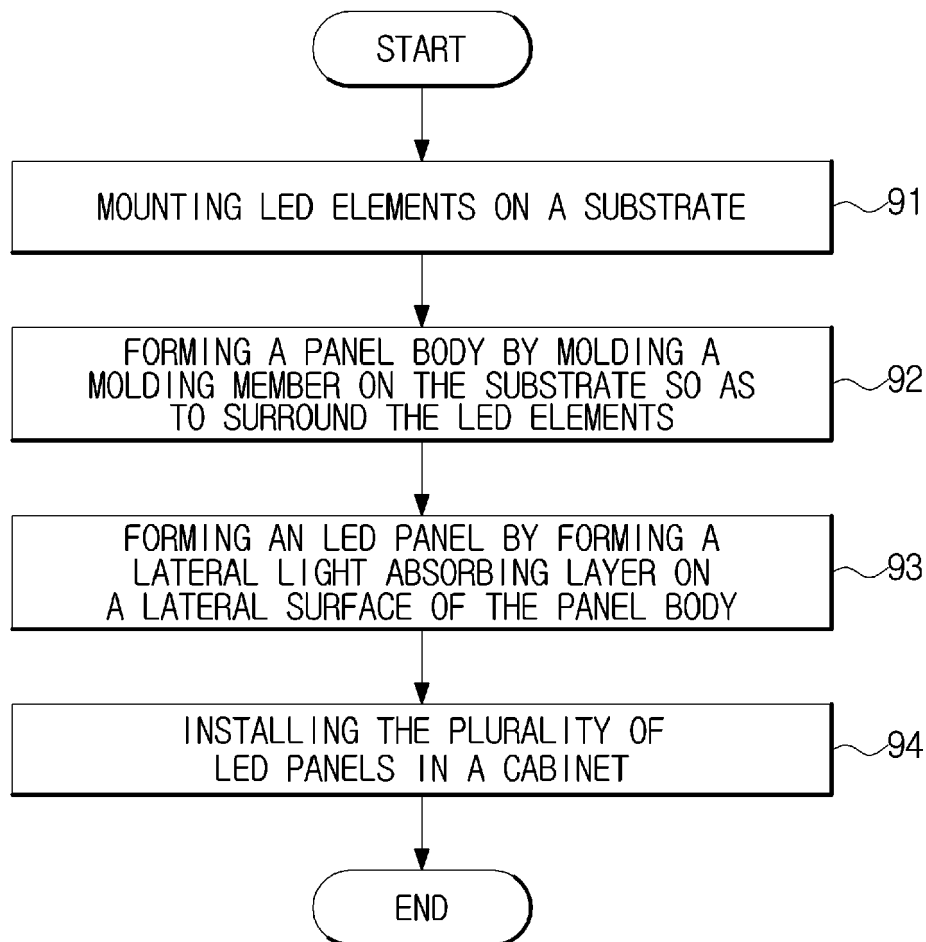 START
MOUNTING LED ELEMENTS ON A SUBSTRATE
91
FORMING A PANEL BODY BY MOLDING A
MOLDING MEMBER ON THE SUBSTRATE SO AS
TO SURROUND THE LED ELEMENTS
92
FORMING AN LED PANEL BY FORMING A
LATERAL LIGHT ABSORBING LAYER ON
A LATERAL SURFACE OF THE PANEL BODY
93
INSTALLING THE PLURALITY OF
LED PANELS IN A CABINET
94
END